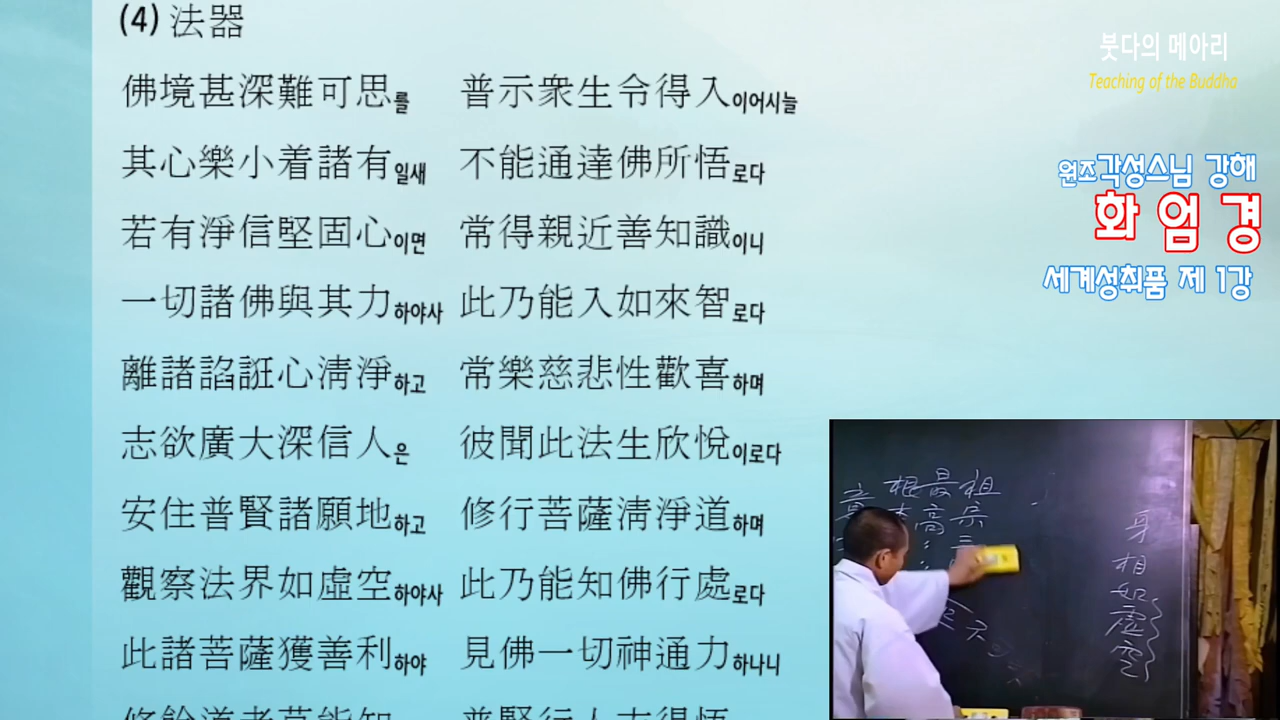 (4) 法器
佛境甚深難可思를 普示衆生令得入이어시늘
其心樂小着諸有일새 不能通達佛所悟로다
若有淨信堅固心이면 常得親近善知識이니
一切諸佛與其力하야사 此乃能入如來智로다
離諸諂誑心淸淨하고 常樂慈悲性歡喜하며
志欲廣大深信人은 彼聞此法生欣悅이로다
安住普賢諸願地하고 修行菩薩淸淨道하며
觀察法界如虛空하야사 此乃能知佛行處로다
此諸菩薩獲善利하야 見佛一切神通力하나니
붓다의 메아리
Teaching of the Buddha
원조각성스님 강해
화엄경
세계성취품 제 1강
祖宗
最高
根
身相如虛空